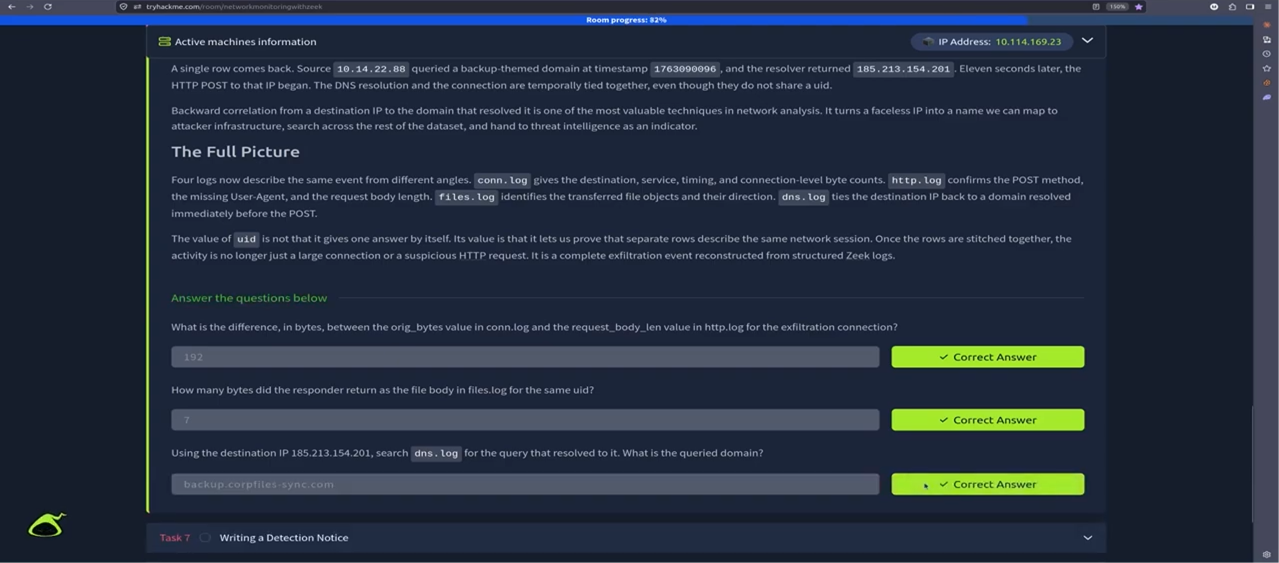 tryhackme.com/room/networkmonitoringwithzeek
150%
Room progress: 82%
Active machines information
IP Address: 10.114.169.23
A single row comes back. Source 10.14.22.88 queried a backup-themed domain at timestamp 1763090096, and the resolver returned 185.213.154.201. Eleven seconds later, the
HTTP POST to that IP began. The DNS resolution and the connection are temporally tied together, even though they do not share a uid.
Backward correlation from a destination IP to the domain that resolved it is one of the most valuable techniques in network analysis. It turns a faceless IP into a name we can map to
attacker infrastructure, search across the rest of the dataset, and hand to threat intelligence as an indicator.
The Full Picture
Four logs now describe the same event from different angles. conn.log gives the destination, service, timing, and connection-level byte counts. http.log confirms the POST method,
the missing User-Agent, and the request body length. files.log identifies the transferred file objects and their direction. dns.log ties the destination IP back to a domain resolved
immediately before the POST.
The value of uid is not that it gives one answer by itself. Its value is that it lets us prove that separate rows describe the same network session. Once the rows are stitched together, the
activity is no longer just a large connection or a suspicious HTTP request. It is a complete exfiltration event reconstructed from structured Zeek logs.
Answer the questions below
What is the difference, in bytes, between the orig_bytes value in conn.log and the request_body_len value in http.log for the exfiltration connection?
192
Correct Answer
How many bytes did the responder return as the file body in files.log for the same uid?
7
Correct Answer
Using the destination IP 185.213.154.201, search dns.log for the query that resolved to it. What is the queried domain?
backup.corpfiles-sync.com
Correct Answer
Task 7
Writing a Detection Notice